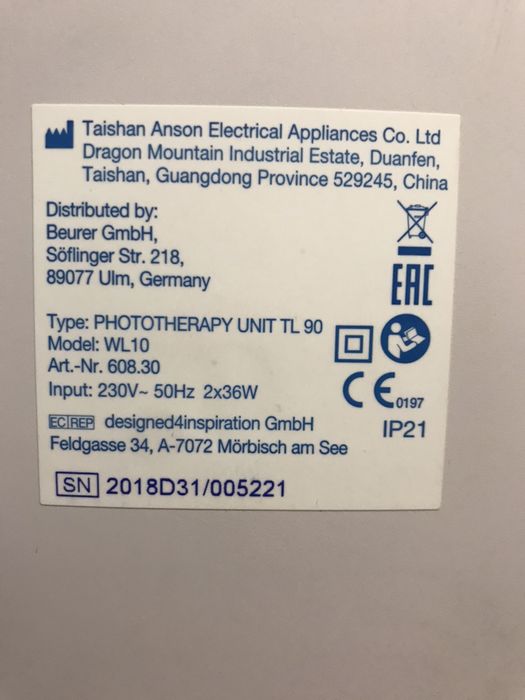 Taishan Anson Electrical Appliances Co. Ltd
Dragon Mountain Industrial Estate, Duanfen,
Taishan, Guangdong Province 529245, China
Distributed by:
Beurer GmbH,
Söflinger Str. 218,
89077 Ulm, Germany
EAC
Type: PHOTOTHERAPY UNIT TL 90
Model: WL10
Art.-Nr. 608.30
Input: 230V~ 50Hz 2x36W
CE 0197
EC REP designed4inspiration GmbH
IP21
Feldgasse 34, A-7072 Mörbisch am See
SN 2018D31/005221